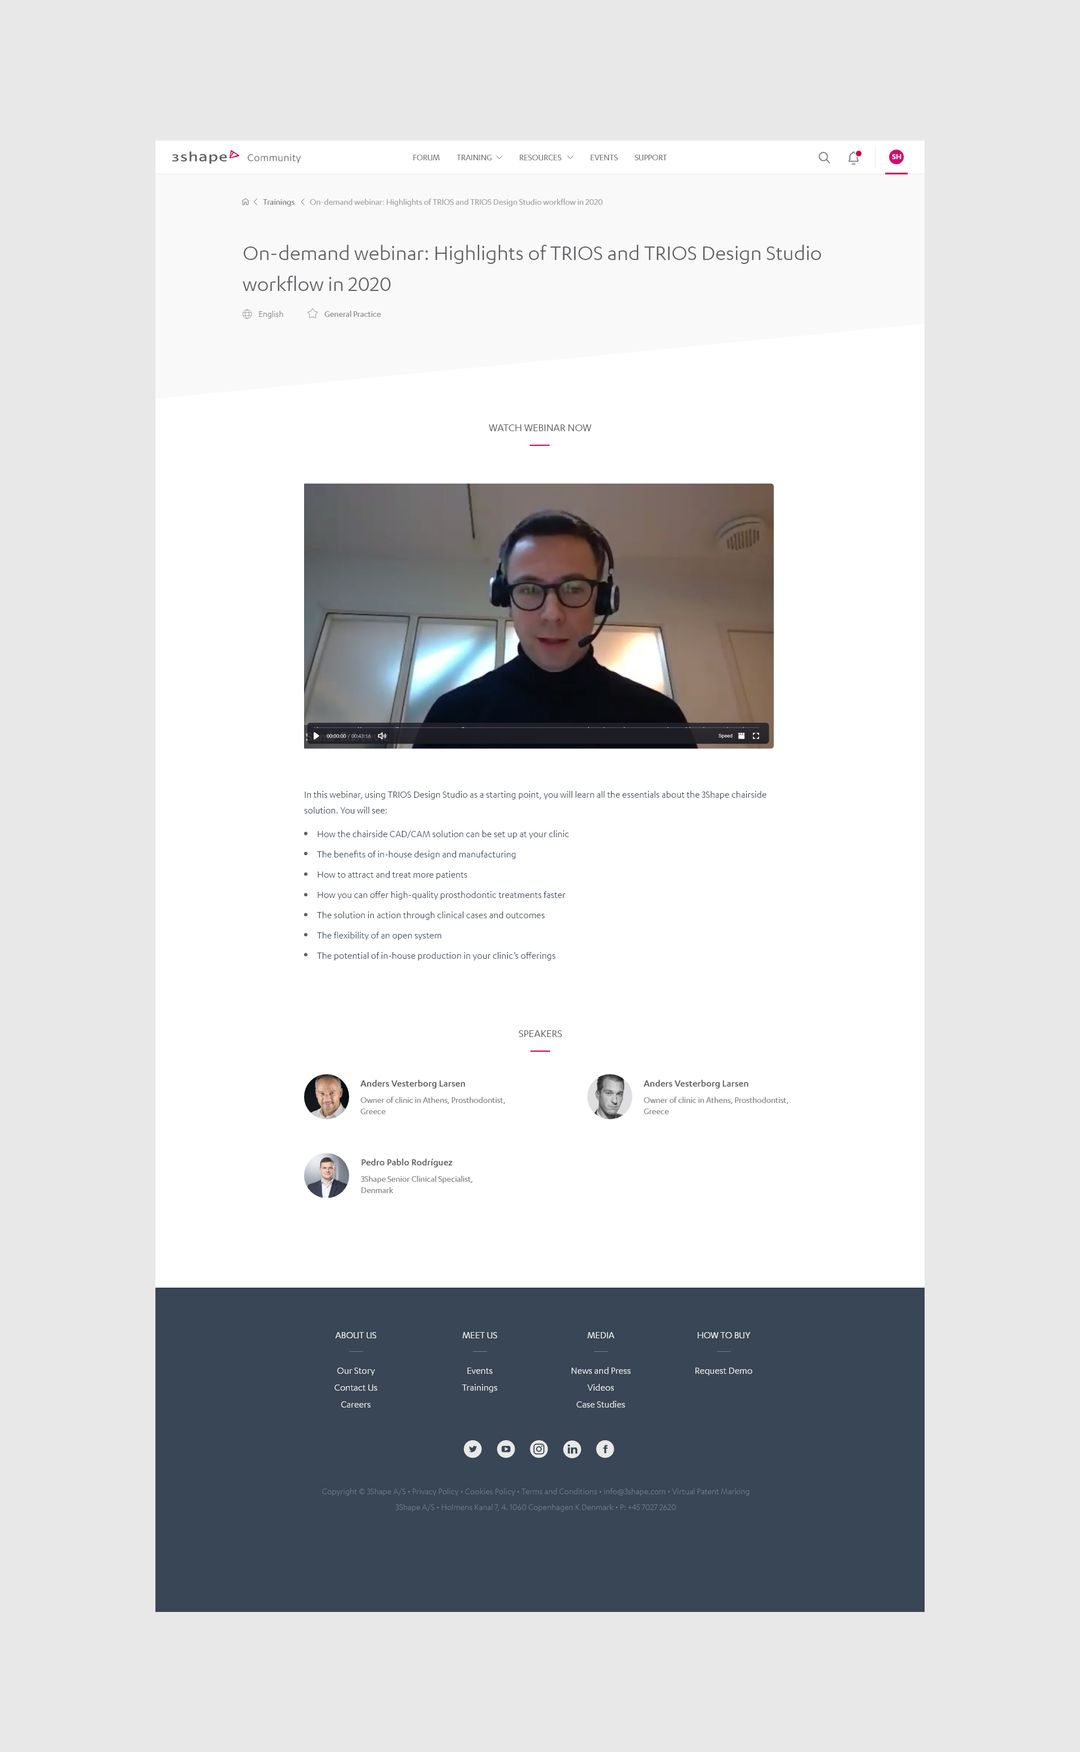 3shape Community
FORUM TRAINING RESOURCES EVENTS SUPPORT
SH
Trainings On-demand webinar: Highlights of TRIOS and TRIOS Design Studio workflow in 2020
On-demand webinar: Highlights of TRIOS and TRIOS Design Studio
workflow in 2020
English General Practice
WATCH WEBINAR NOW
00:00:00 / 00:43:16 Speed
In this webinar, using TRIOS Design Studio as a starting point, you will learn all the essentials about the 3Shape chairside
solution. You will see:
• How the chairside CAD/CAM solution can be set up at your clinic
• The benefits of in-house design and manufacturing
• How to attract and treat more patients
• How you can offer high-quality prosthodontic treatments faster
• The solution in action through clinical cases and outcomes
• The flexibility of an open system
• The potential of in-house production in your clinic's offerings
SPEAKERS
Anders Vesterborg Larsen
Owner of clinic in Athens, Prosthodontist,
Greece
Anders Vesterborg Larsen
Owner of clinic in Athens, Prosthodontist,
Greece
Pedro Pablo Rodríguez
3Shape Senior Clinical Specialist,
Denmark
ABOUT US
Our Story
Contact Us
Careers
MEET US
Events
Trainings
MEDIA
News and Press
Videos
Case Studies
HOW TO BUY
Request Demo
Copyright © 3Shape A/S • Privacy Policy • Cookies Policy • Terms and Conditions • info@3shape.com • Virtual Patent Marking
3Shape A/S • Holmens Kanal 7, 4. 1060 Copenhagen K Denmark • P: +45 7027 2620